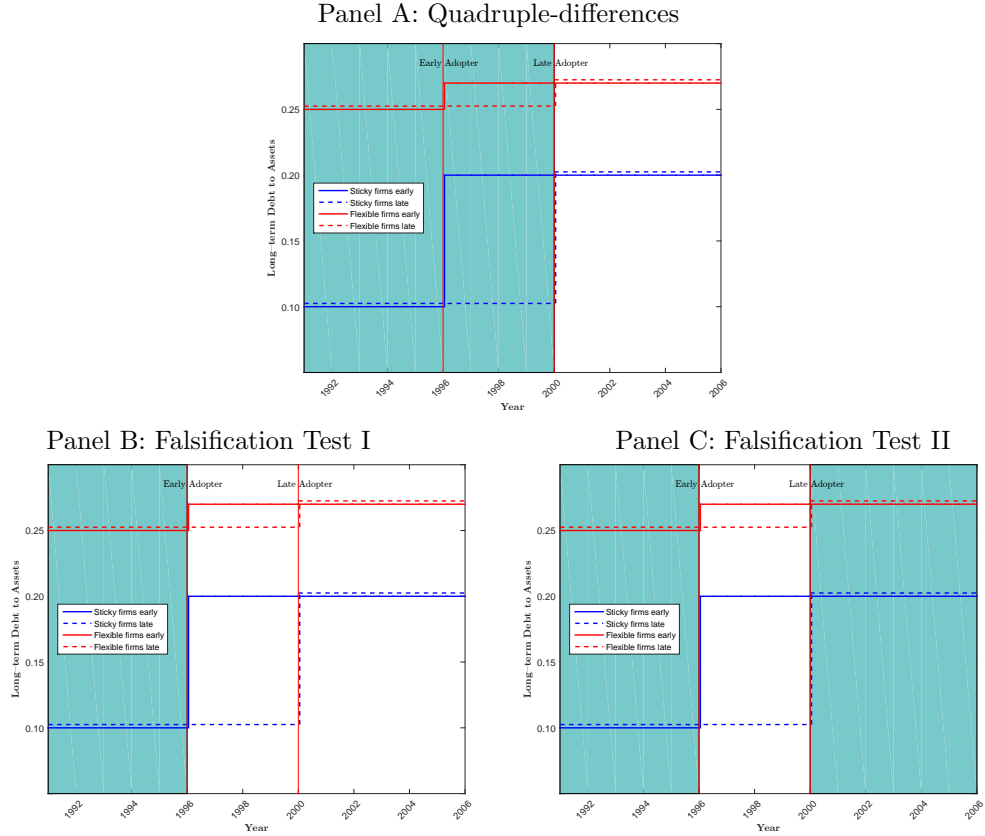 Panel A: Quadruple-differences
Early Adopter
Late Adopter
0.25
0.20
0.15
0.10
Long-term Debt to Assets
Sticky firms early
Sticky firms late
Flexible firms early
Flexible firms late
1992
1994
1996
1998
2000
2002
2004
2006
Year
Panel B: Falsification Test I
Early Adopter
Late Adopter
0.25
0.20
0.15
0.10
Long-term Debt to Assets
Sticky firms early
Sticky firms late
Flexible firms early
Flexible firms late
1992
1994
1996
1998
2000
2002
2004
2006
Year
Panel C: Falsification Test II
Early Adopter
Late Adopter
0.25
0.20
0.15
0.10
Long-term Debt to Assets
Sticky firms early
Sticky firms late
Flexible firms early
Flexible firms late
1992
1994
1996
1998
2000
2002
2004
2006
Year